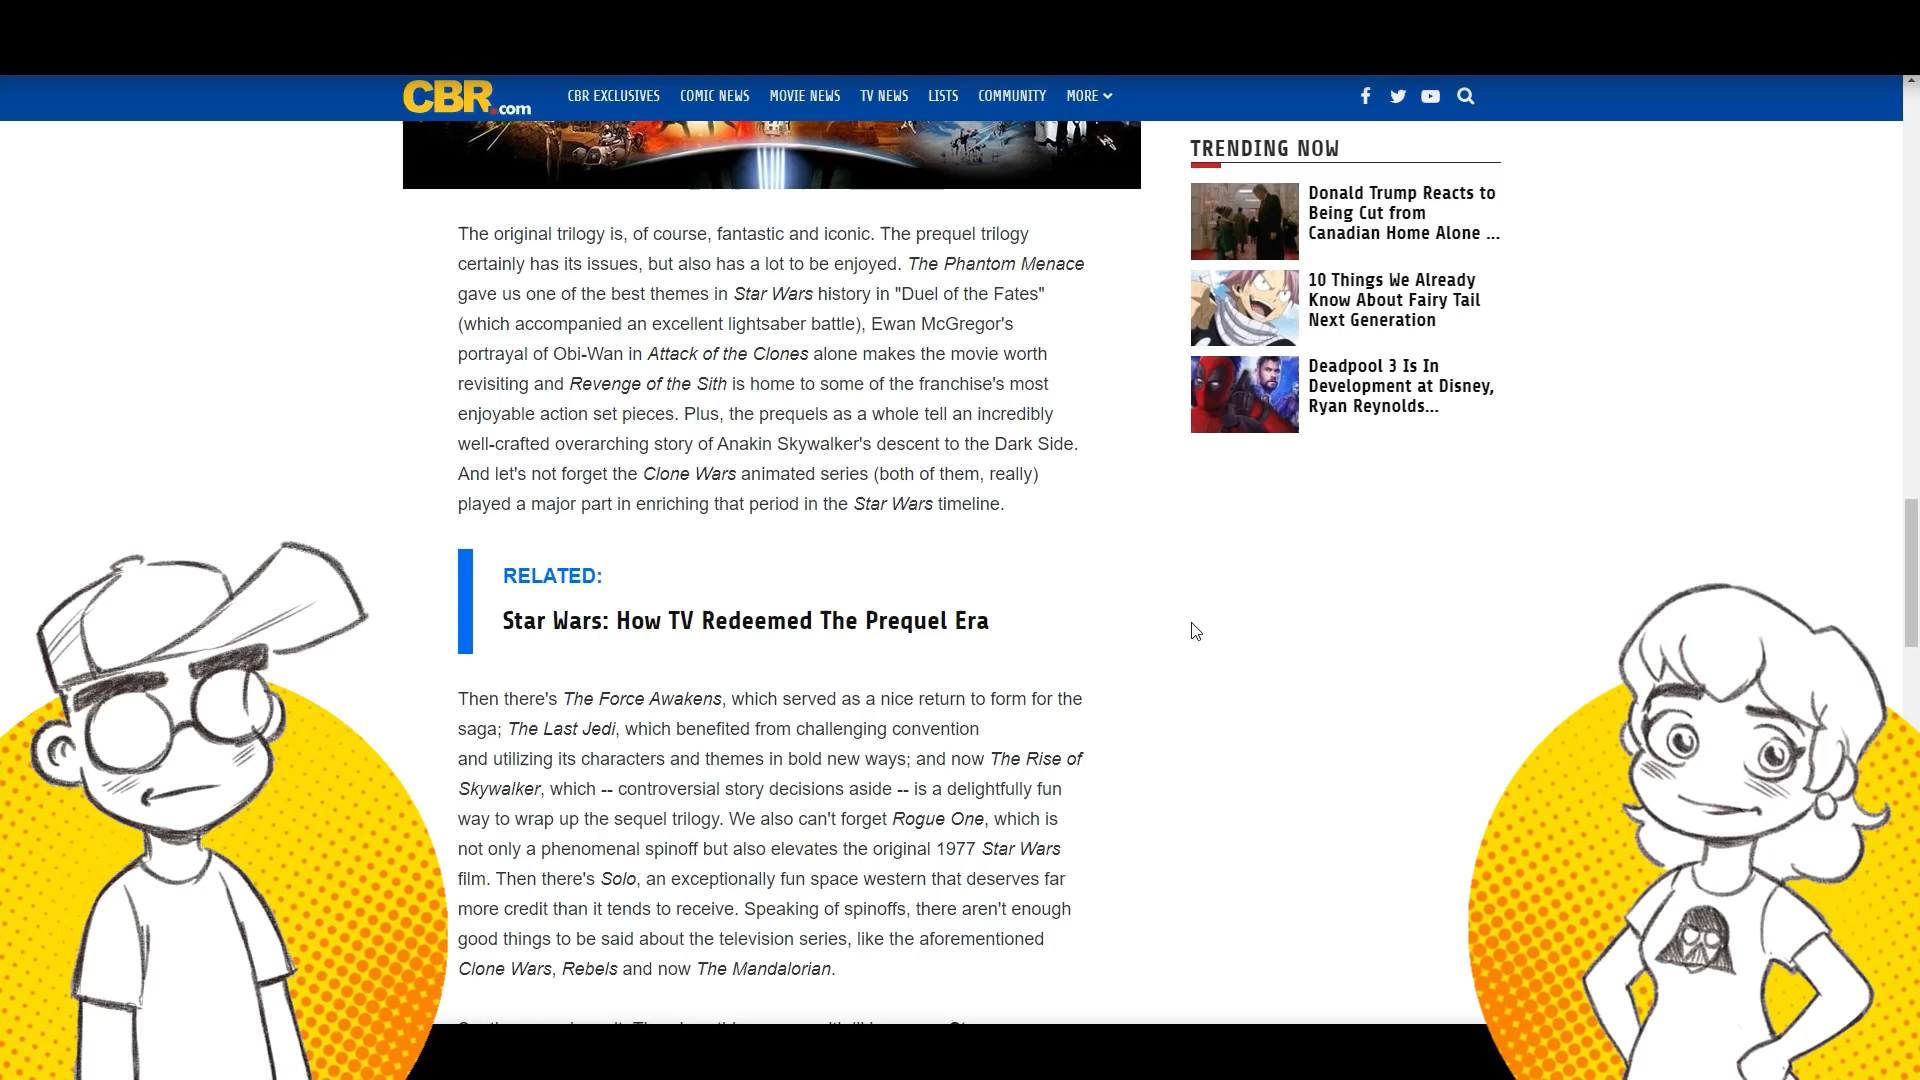 CBR.com
CBR EXCLUSIVES COMIC NEWS MOVIE NEWS TV NEWS LISTS COMMUNITY MORE
The original trilogy is, of course, fantastic and iconic. The prequel trilogy
certainly has its issues, but also has a lot to be enjoyed. The Phantom Menace
gave us one of the best themes in Star Wars history in "Duel of the Fates"
(which accompanied an excellent lightsaber battle), Ewan McGregor's
portrayal of Obi-Wan in Attack of the Clones alone makes the movie worth
revisiting and Revenge of the Sith is home to some of the franchise's most
enjoyable action set pieces. Plus, the prequels as a whole tell an incredibly
well-crafted overarching story of Anakin Skywalker's descent to the Dark Side.
And let's not forget the Clone Wars animated series (both of them, really)
played a major part in enriching that period in the Star Wars timeline.
RELATED:
Star Wars: How TV Redeemed The Prequel Era
Then there's The Force Awakens, which served as a nice return to form for the
saga; The Last Jedi, which benefited from challenging convention
and utilizing its characters and themes in bold new ways; and now The Rise of
Skywalker, which -- controversial story decisions aside -- is a delightfully fun
way to wrap up the sequel trilogy. We also can't forget Rogue One, which is
not only a phenomenal spinoff but also elevates the original 1977 Star Wars
film. Then there's Solo, an exceptionally fun space western that deserves far
more credit than it tends to receive. Speaking of spinoffs, there aren't enough
good things to be said about the television series, like the aforementioned
Clone Wars, Rebels and now The Mandalorian.
TRENDING NOW
Donald Trump Reacts to
Being Cut from
Canadian Home Alone ...
10 Things We Already
Know About Fairy Tail
Next Generation
Deadpool 3 Is In
Development at Disney,
Ryan Reynolds...